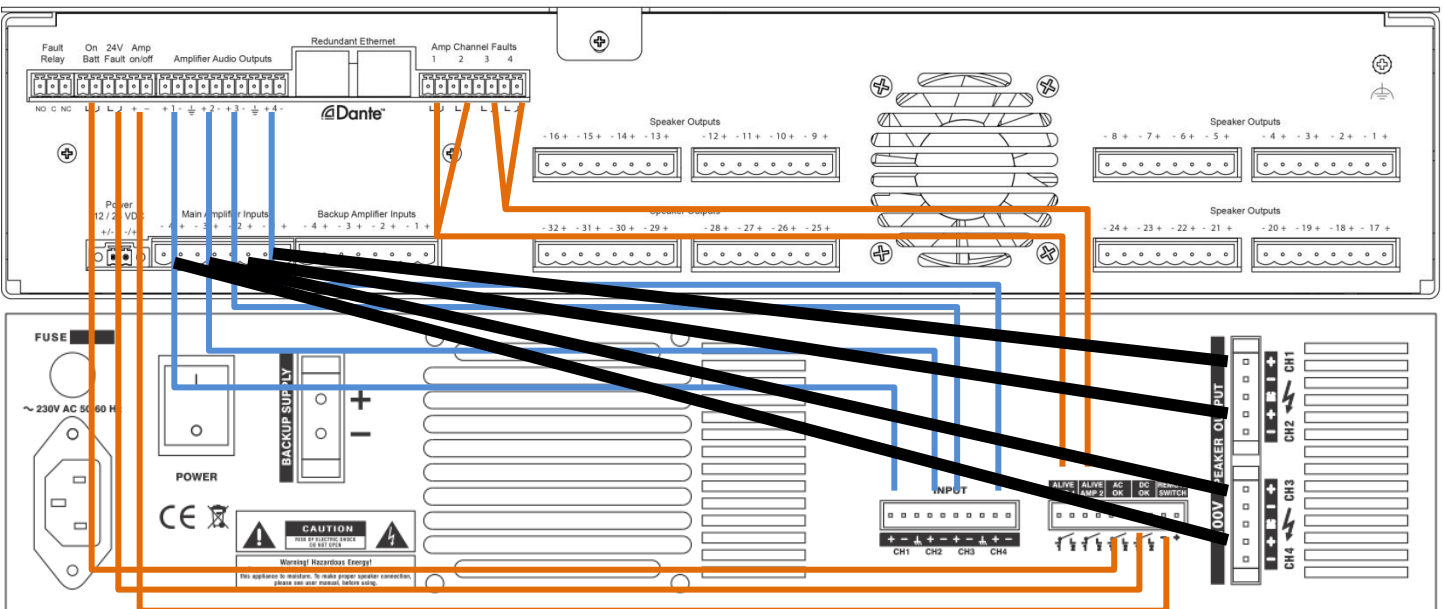 Fault On 24V Amp
Relay Batt Fault on/off Amplifier Audio Outputs
Redundant Ethernet
Amp Channel Faults
1 2 3 4
NO C NC + - + 1 - + 2 - + 3 - + 4 -
Dante™
Speaker Outputs
- 16 + - 15 + - 14 + - 13 + - 12 + - 11 + - 10 + - 9 +
Speaker Outputs
- 8 + - 7 + - 6 + - 5 + - 4 + - 3 + - 2 + - 1 +
Power
12 / VDC
+/- -/+
Main Amplifier Inputs
- 4 + - 3 + - 2 + - +
Backup Amplifier Inputs
- 4 + - 3 + - 2 + - 1 +
Speaker Outputs
- 32 + - 31 + - 30 + - 29 + - 28 + - 27 + - 26 + - 25 +
Speaker Outputs
- 24 + - 23 + - 22 + - 21 + - 20 + - 19 + - 18 + - 17 +
FUSE
~ 230V AC 50/60 H
POWER
BACKUP SUPPLY
+
−
CE
CAUTION
RISK OF ELECTRIC SHOCK
DO NOT OPEN
Warning! Hazardous Energy!
this appliance to moisture. To make proper speaker connection,
please see user manual, before using.
INPUT
+ - + - + - + -
CH1 CH2 CH3 CH4
ALIVE ALIVE AC DC
1 AMP 2 OK OK SWITCH
- +
100V SPEAKER OUTPUT
+ - + -
CH1
CH2
+ - + -
CH3
CH4